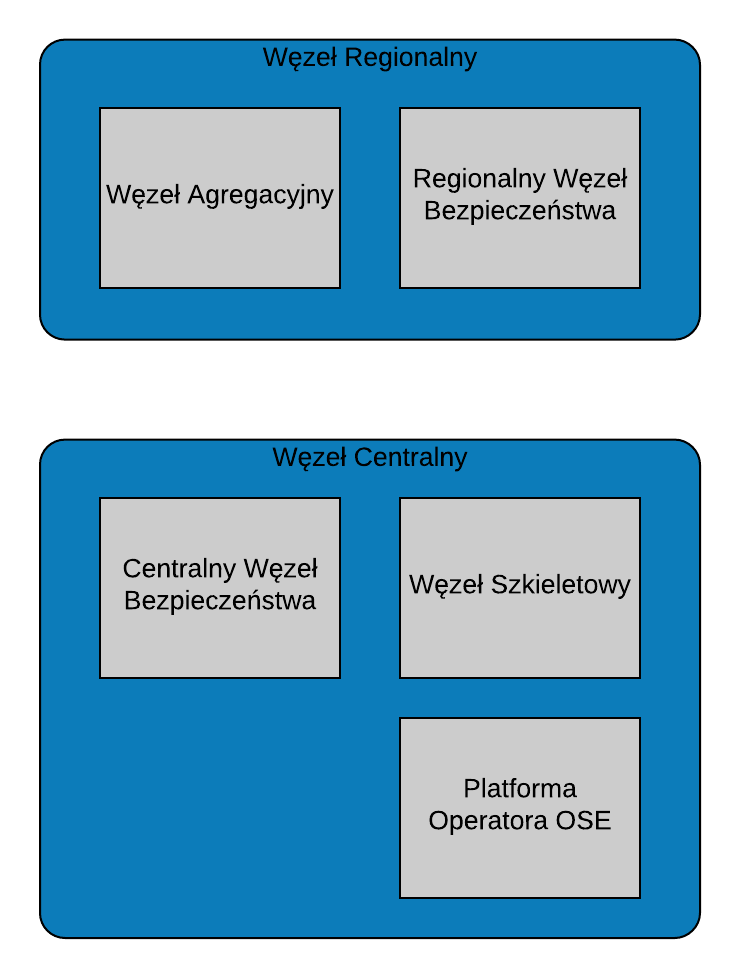 Węzeł Regionalny
Węzeł Agregacyjny
Regionalny Węzeł
Bezpieczeństwa
Węzeł Centralny
Centralny Węzeł
Bezpieczeństwa
Węzeł Szkieletowy
Platforma
Operatora OSE